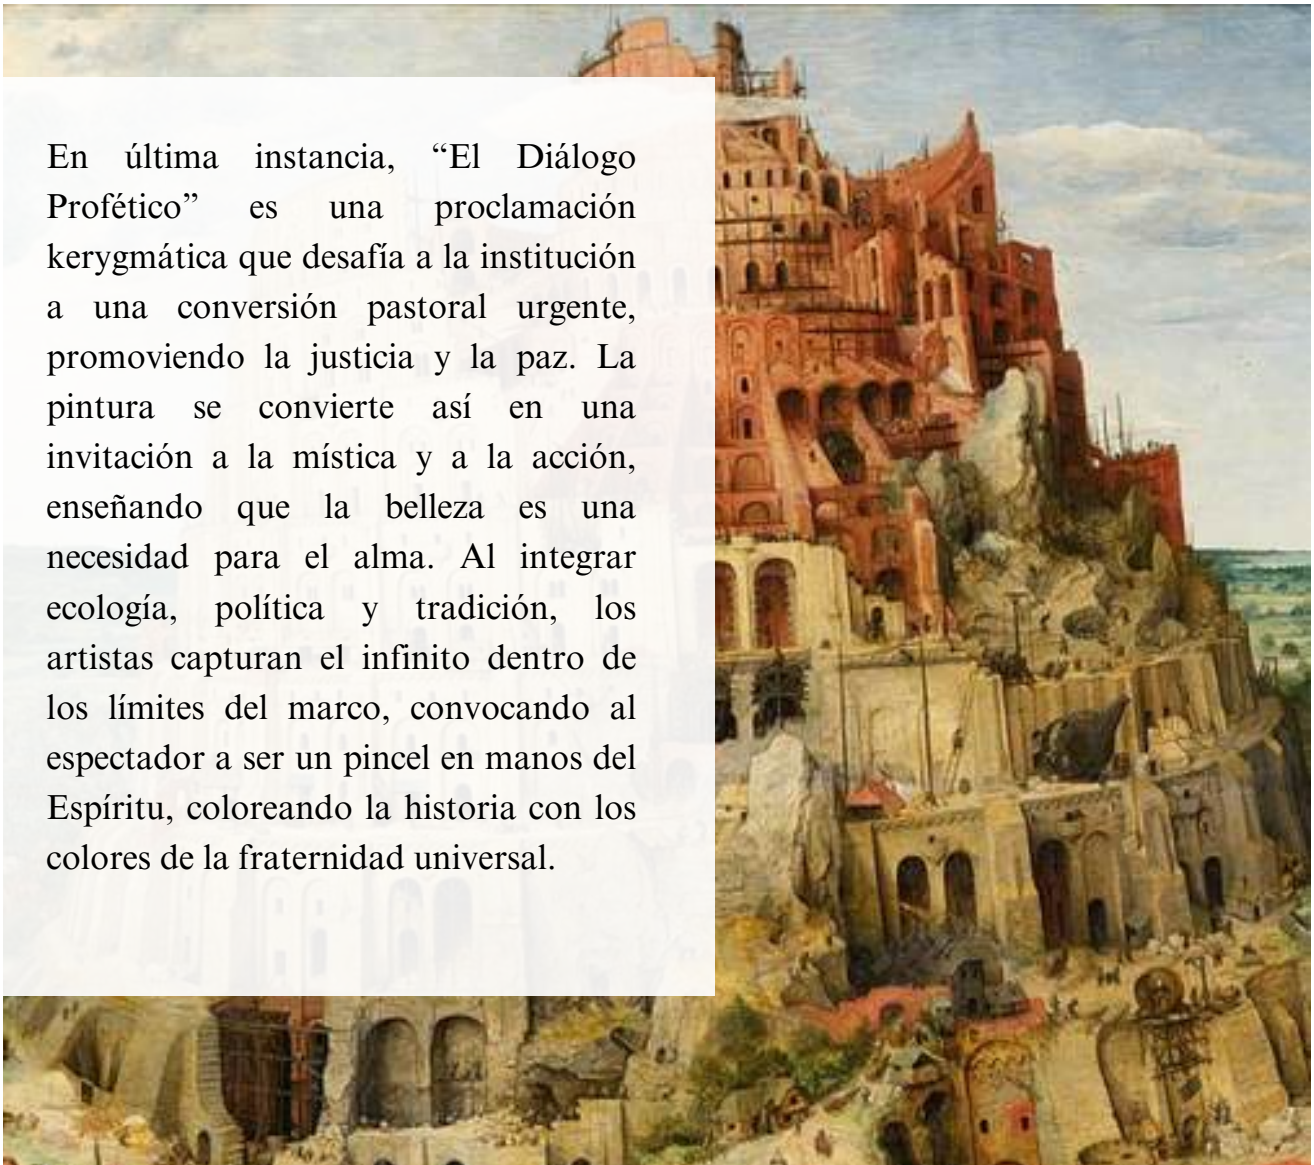 En última instancia, “El Diálogo
Profético” es una proclamación
kerygmática que desafía a la institución
a una conversión pastoral urgente,
promoviendo la justicia y la paz. La
pintura se convierte así en una
invitación a la mística y a la acción,
enseñando que la belleza es una
necesidad para el alma. Al integrar
ecología, política y tradición, los
artistas capturan el infinito dentro de
los límites del marco, convocando al
espectador a ser un pincel en manos del
Espíritu, coloreando la historia con los
colores de la fraternidad universal.